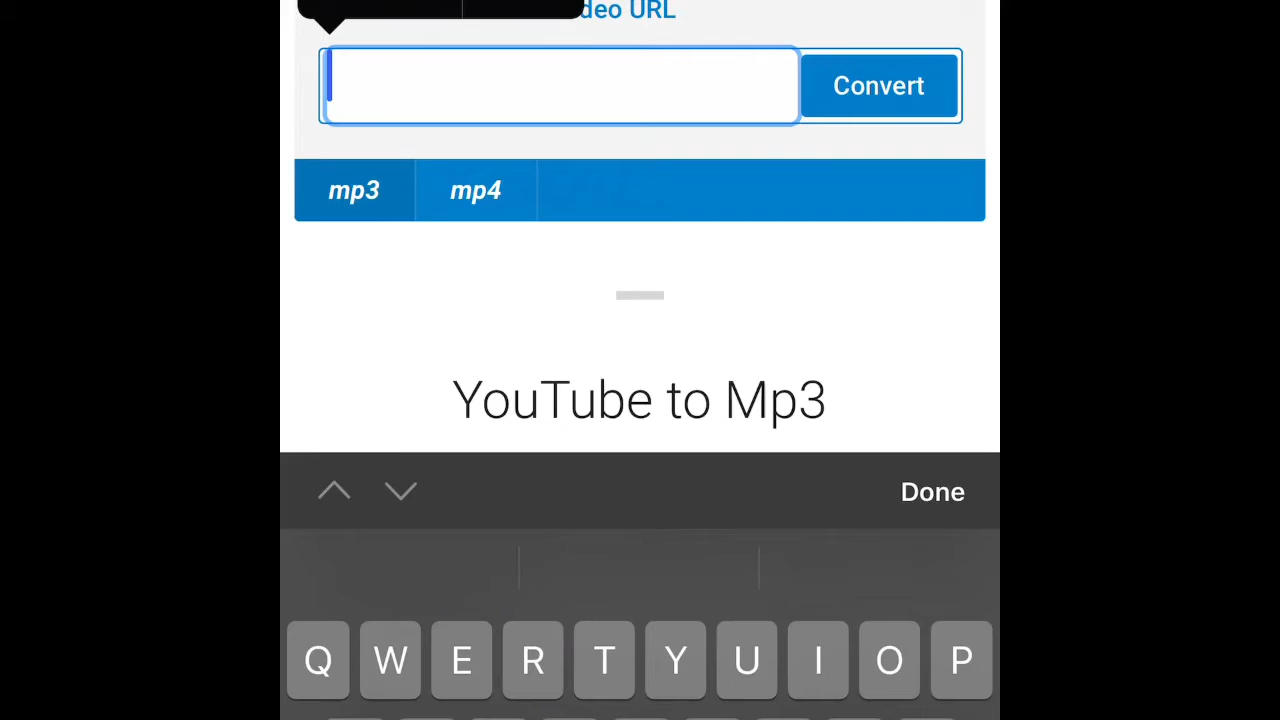 deo URL
Convert
mp3 mp4
YouTube to Mp3
Done
Q W E R T Y U I O P